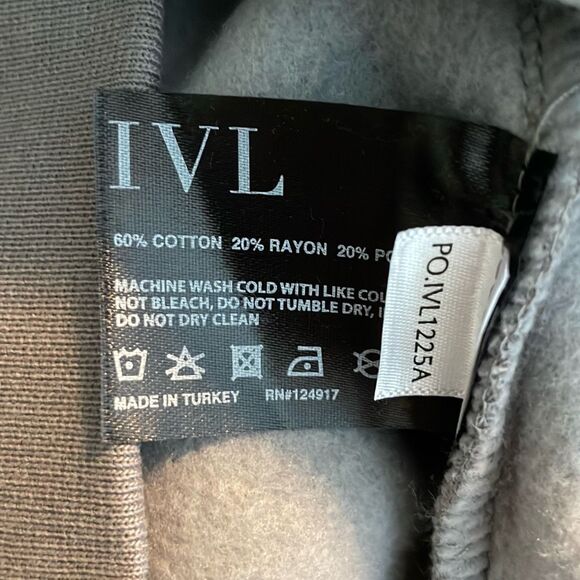 IVL
60% COTTON 20% RAYON 20%
MACHINE WASH COLD WITH LIKE
NOT BLEACH, DO NOT TUMBLE DRY,
DO NOT DRY CLEAN
MADE IN TURKEY RN#124917
PO.IVL1225A